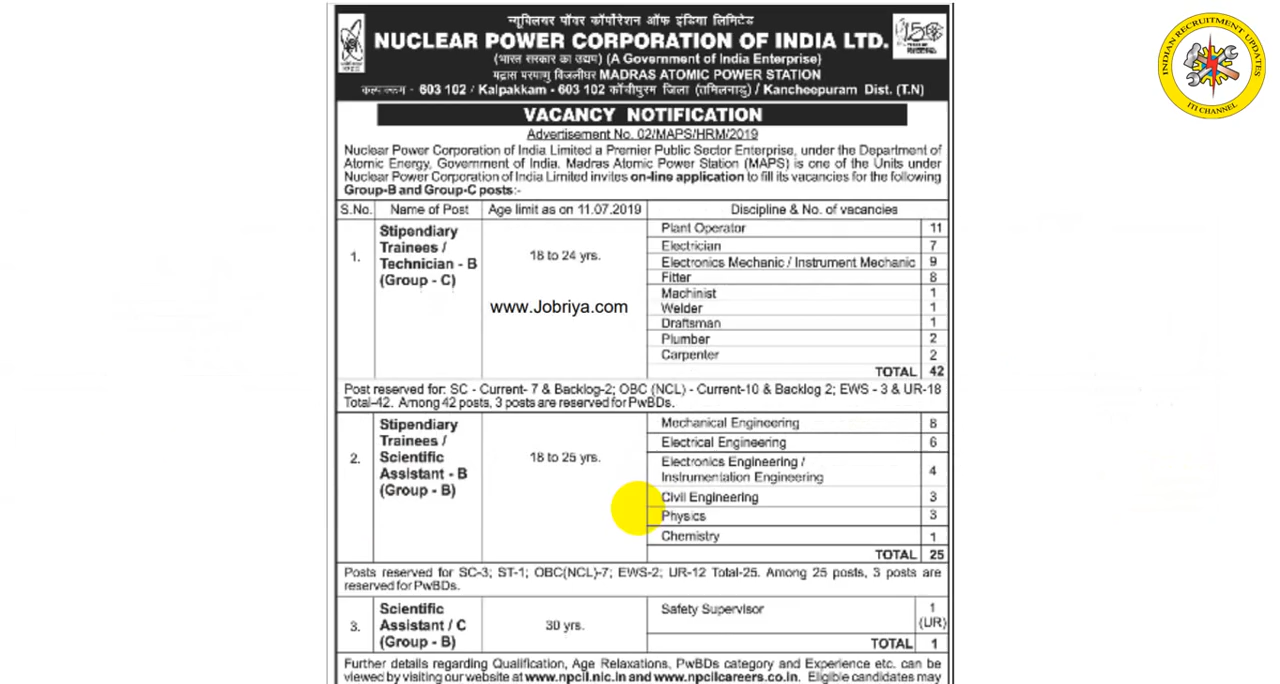 न्यूक्लियर पॉवर कॉर्पोरेशन ऑफ इंडिया लिमिटेड
NUCLEAR POWER CORPORATION OF INDIA LTD.
(भारत सरकार का उद्यम) (A Government of India Enterprise)
मद्रास परमाणु बिजलीघर MADRAS ATOMIC POWER STATION
कल्पक्कम - 603 102 / Kalpakkam - 603 102 काँचीपुरम जिला (तमिलनाडु) / Kancheepuram Dist. (T.N)
VACANCY NOTIFICATION
Advertisement No. 02/MAPS/HRM/2019
Nuclear Power Corporation of India Limited a Premier Public Sector Enterprise, under the Department of
Atomic Energy, Government of India. Madras Atomic Power Station (MAPS) is one of the Units under
Nuclear Power Corporation of India Limited invites on-line application to fill its vacancies for the following
Group-B and Group-C posts:-
S.No. Name of Post Age limit as on 11.07.2019 Discipline & No. of vacancies
1. Stipendiary
Trainees /
Technician - B
(Group - C)
18 to 24 yrs.
www.Jobriya.com
Plant Operator 11
Electrician 7
Electronics Mechanic / Instrument Mechanic 9
Fitter 8
Machinist 1
Welder 1
Draftsman 1
Plumber 2
Carpenter 2
TOTAL 42
Post reserved for: SC - Current- 7 & Backlog-2; OBC (NCL) - Current-10 & Backlog 2; EWS - 3 & UR-18
Total-42. Among 42 posts, 3 posts are reserved for PwBDs.
2. Stipendiary
Trainees /
Scientific
Assistant - B
(Group - B)
18 to 25 yrs.
Mechanical Engineering 8
Electrical Engineering 6
Electronics Engineering /
Instrumentation Engineering 4
Civil Engineering 3
Physics 3
Chemistry 1
TOTAL 25
Posts reserved for SC-3; ST-1; OBC(NCL)-7; EWS-2; UR-12 Total-25. Among 25 posts, 3 posts are
reserved for PwBDs.
3. Scientific
Assistant / C
(Group - B)
30 yrs.
Safety Supervisor 1
(UR)
TOTAL 1
Further details regarding Qualification, Age Relaxations, PwBDs category and Experience etc. can be
viewed by visiting our website at www.npcil.nic.in and www.npcilcareers.co.in. Eligible candidates may
INDIAN RECRUITMENT UPDATES
ITI CHANNEL